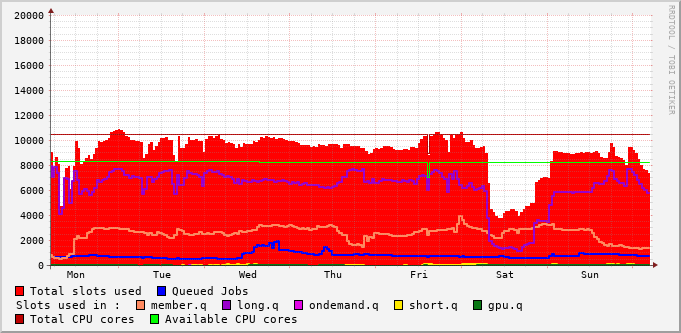 RRDTOOL / TOBI OETIKER
20000
18000
16000
14000
12000
10000
8000
6000
4000
2000
0
Mon Tue Wed Thu Fri Sat Sun
Total slots used Queued Jobs
Slots used in : member.q long.q ondemand.q short.q gpu.q
Total CPU cores Available CPU cores